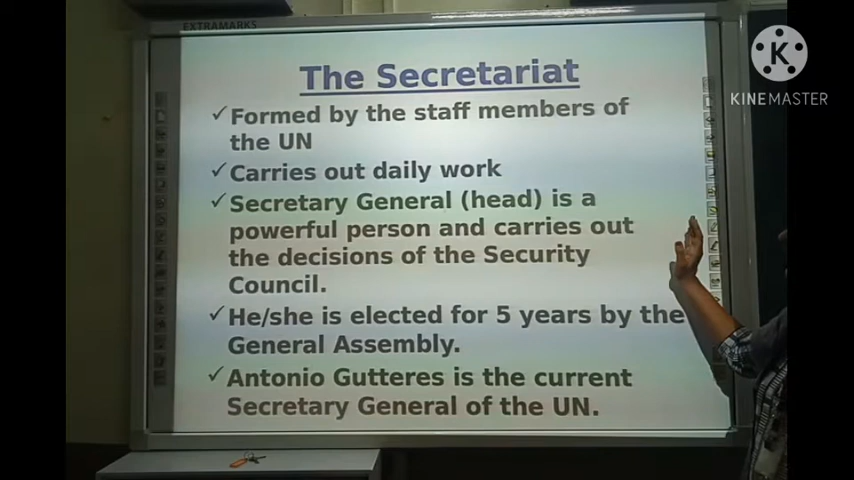 EXTRAMARKS
The Secretariat
✓Formed by the staff members of
the UN
✓Carries out daily work
✓Secretary General (head) is a
powerful person and carries out
the decisions of the Security
Council.
✓He/she is elected for 5 years by the
General Assembly.
✓Antonio Gutteres is the current
Secretary General of the UN.
K
KINEMASTER